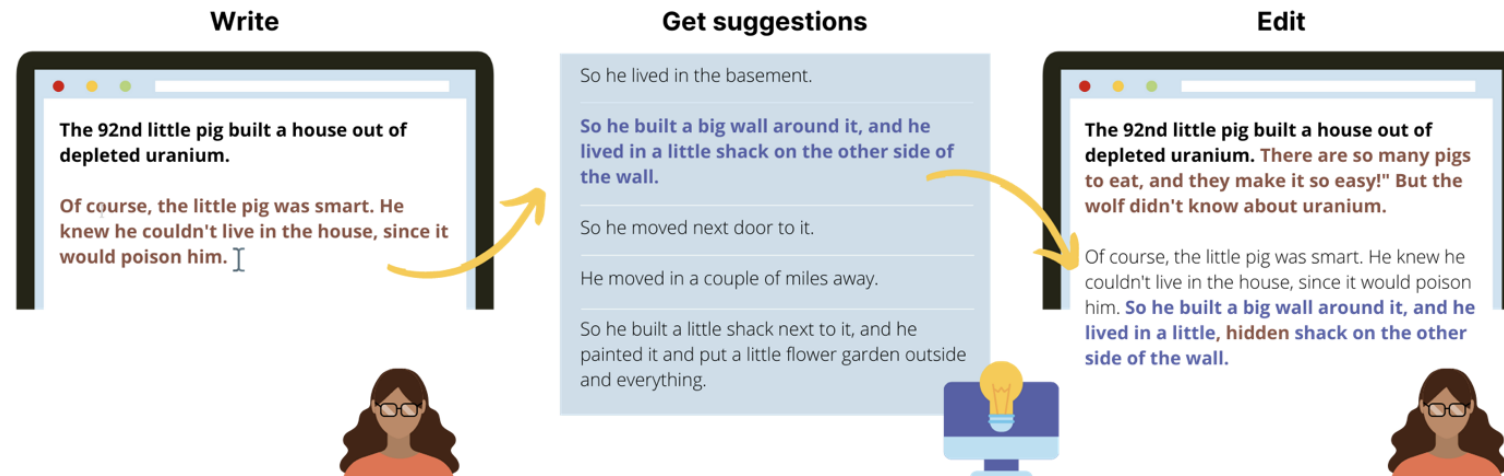 Write
The 92nd little pig built a house out of
depleted uranium.
Of course, the little pig was smart. He
knew he couldn't live in the house, since it
would poison him.
Get suggestions
So he lived in the basement.
So he built a big wall around it, and he
lived in a little shack on the other side of
the wall.
So he moved next door to it.
He moved in a couple of miles away.
So he built a little shack next to it, and he
painted it and put a little flower garden outside
and everything.
Edit
The 92nd little pig built a house out of
depleted uranium. There are so many pigs
to eat, and they make it so easy!" But the
wolf didn't know about uranium.
Of course, the little pig was smart. He knew he
couldn't live in the house, since it would poison
him. So he built a big wall around it, and he
lived in a little, hidden shack on the other
side of the wall.